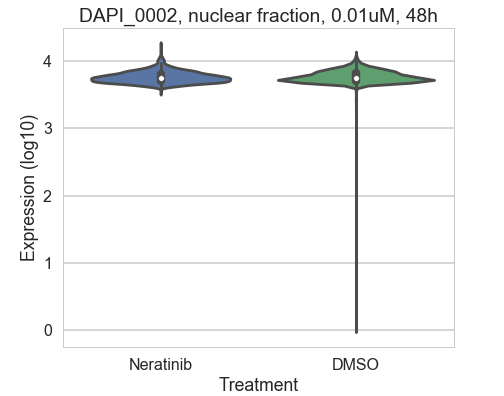 DAPI_0002, nuclear fraction, 0.01uM, 48h
Expression (log10)
4
3
2
1
0
Neratinib DMSO
Treatment